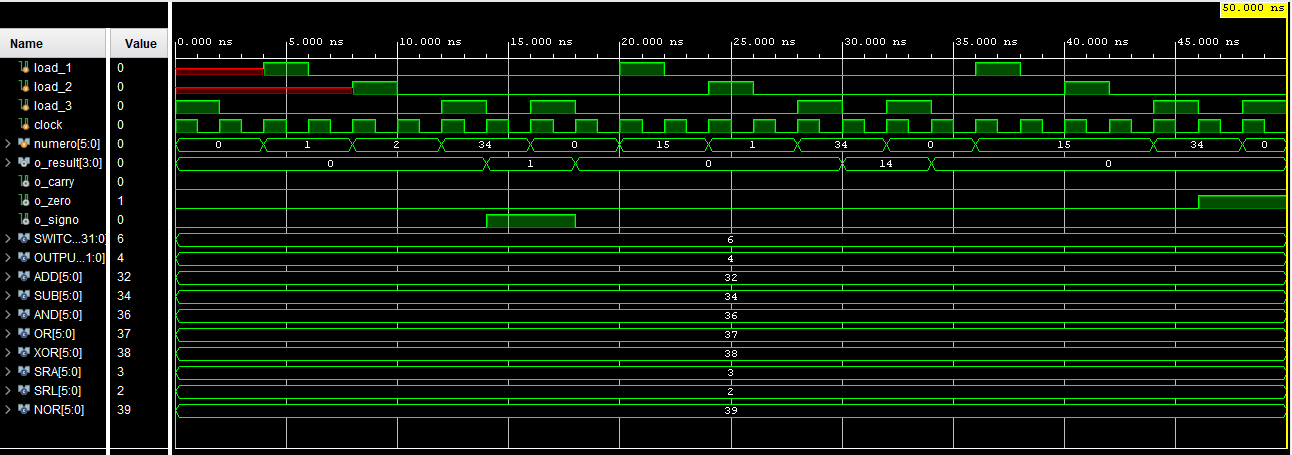 50.000 ns
Name Value 0.000 ns 5.000 ns 10.000 ns 15.000 ns 20.000 ns 25.000 ns 30.000 ns 35.000 ns 40.000 ns 45.000 ns
load_1 0
load_2 0
load_3 0
clock 0
numero[5:0] 0 0 1 2 34 0 15 1 34 0 15 34 0
o_result[3:0] 0 0 1 0 14 0
o_carry 0
o_zero 1
o_signo 0
SWITC...31:0] 6 6
OUTPU...1:0] 4 4
ADD[5:0] 32 32
SUB[5:0] 34 34
AND[5:0] 36 36
OR[5:0] 37 37
XOR[5:0] 38 38
SRA[5:0] 3 3
SRL[5:0] 2 2
NOR[5:0] 39 39